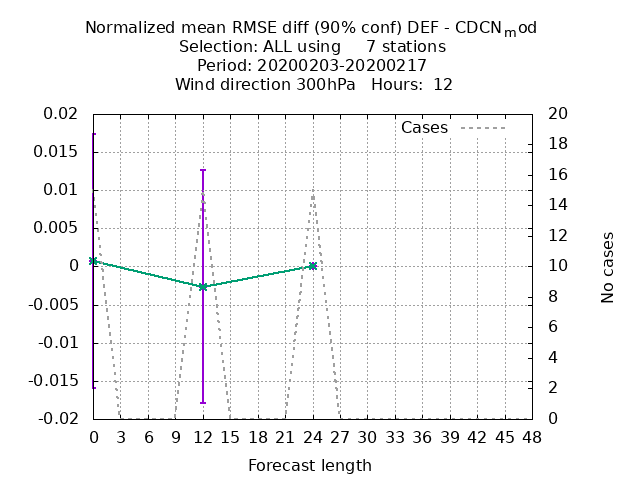 Normalized mean RMSE diff (90% conf) DEF - CDCNmod
Selection: ALL using     7 stations
Period: 20200203-20200217
Wind direction 300hPa   Hours:  12
Cases
0.02
0.015
0.01
0.005
0
-0.005
-0.01
-0.015
-0.02
20
18
16
14
12
10
8
6
4
2
0
No cases
0 3 6 9 12 15 18 21 24 27 30 33 36 39 42 45 48
Forecast length